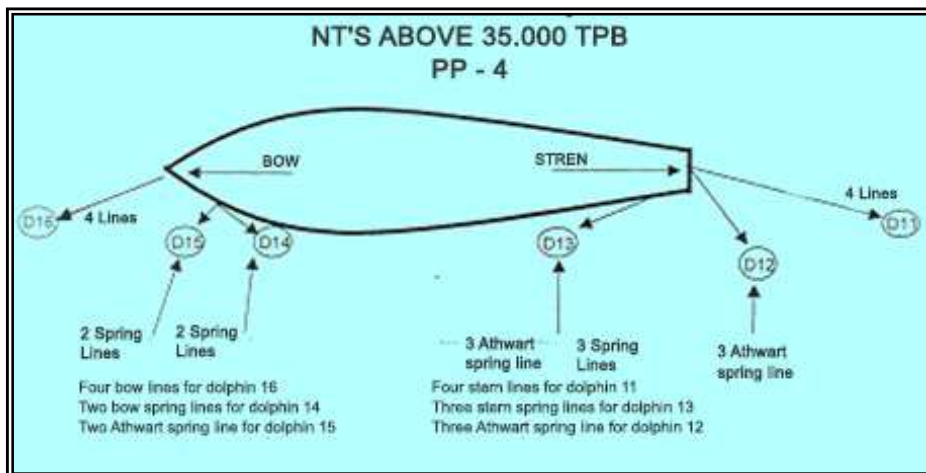 NT'S ABOVE 35.000 TPB
PP - 4
BOW
STREN
4 Lines
4 Lines
D16
D15
D14
D13
D12
D11
2 Spring
Lines
2 Spring
Lines
3 Athwart
spring line
3 Spring
Lines
3 Athwart
spring line
Four bow lines for dolphin 16
Two bow spring lines for dolphin 14
Two Athwart spring line for dolphin 15
Four stern lines for dolphin 11
Three stern spring lines for dolphin 13
Three Athwart spring line for dolphin 12